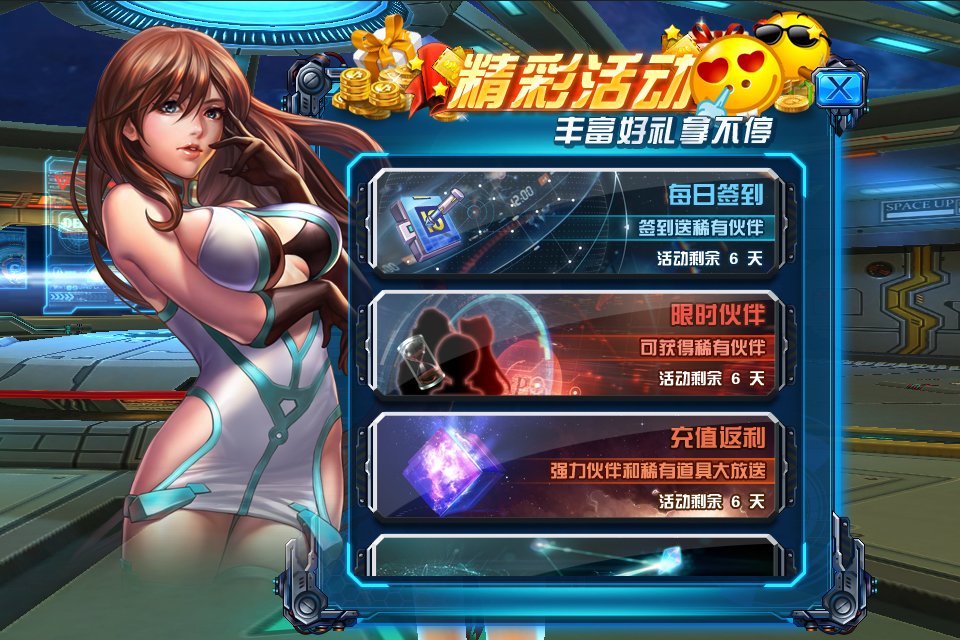 精彩活动
丰富好礼拿不停
X
每日签到
签到送稀有伙伴
活动剩余 6 天
12:00
限时伙伴
可获得稀有伙伴
活动剩余 6 天
充值返利
强力伙伴和稀有道具大放送
活动剩余 6 天
SPACE UP